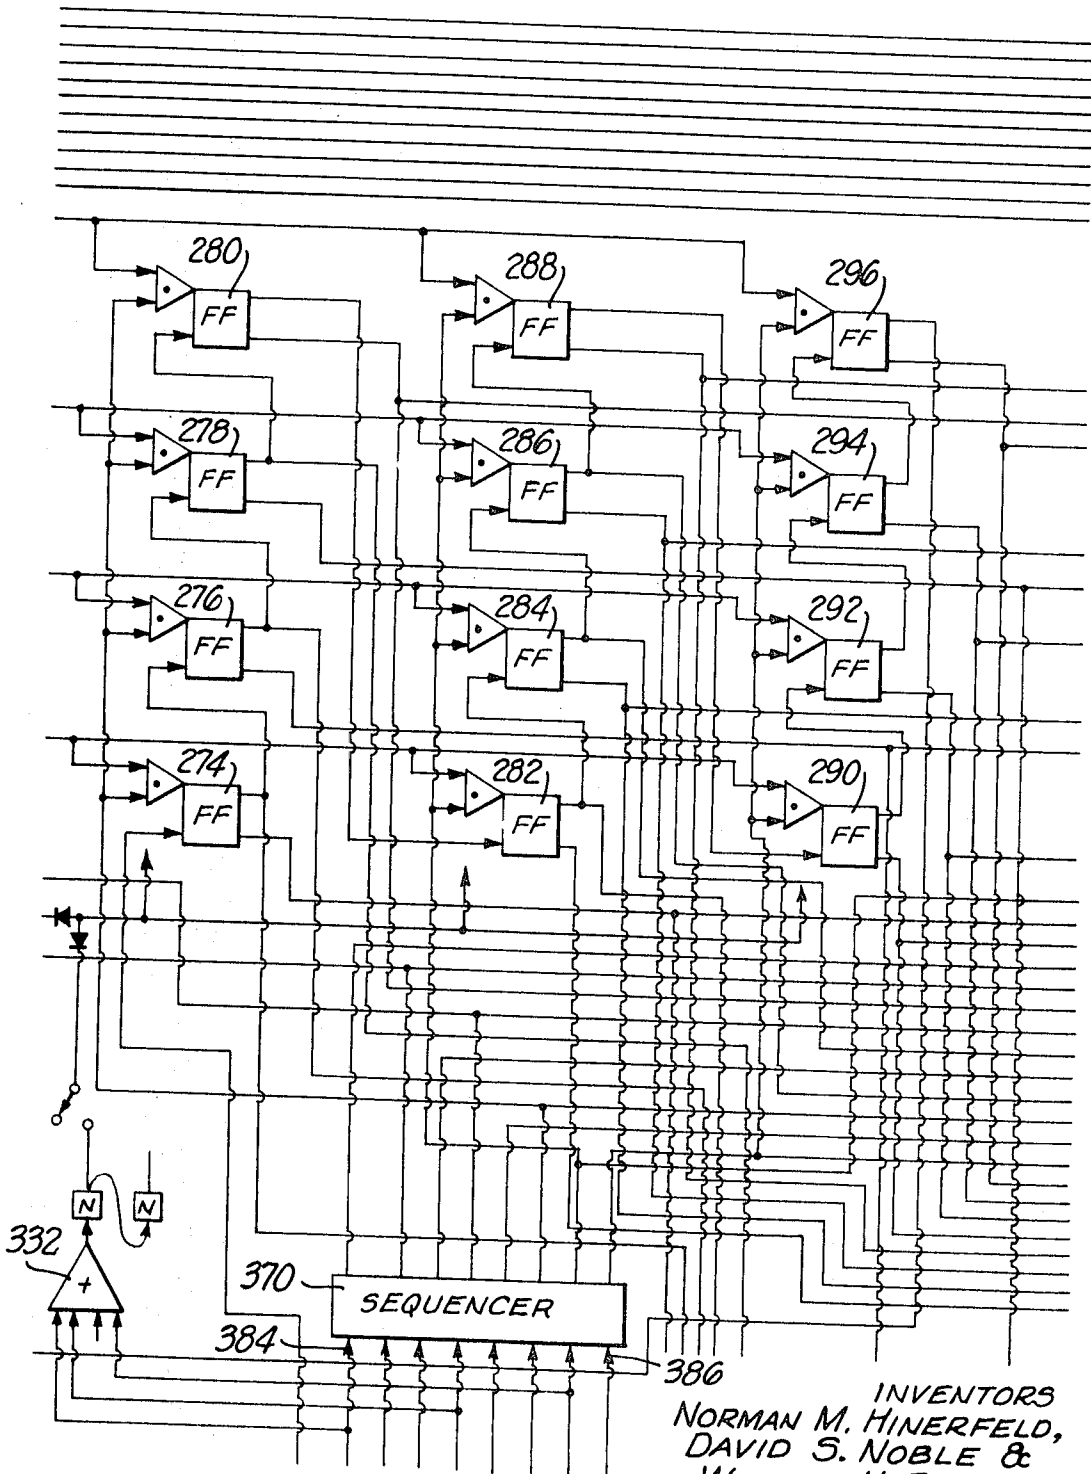 280
288
296
FF
FF
FF
278
286
294
FF
FF
FF
276
284
292
FF
FF
FF
274
282
290
FF
FF
FF
N
N
332
+
370
SEQUENCER
384
386
INVENTORS
NORMAN M. HINERFELD,
DAVID S. NOBLE &